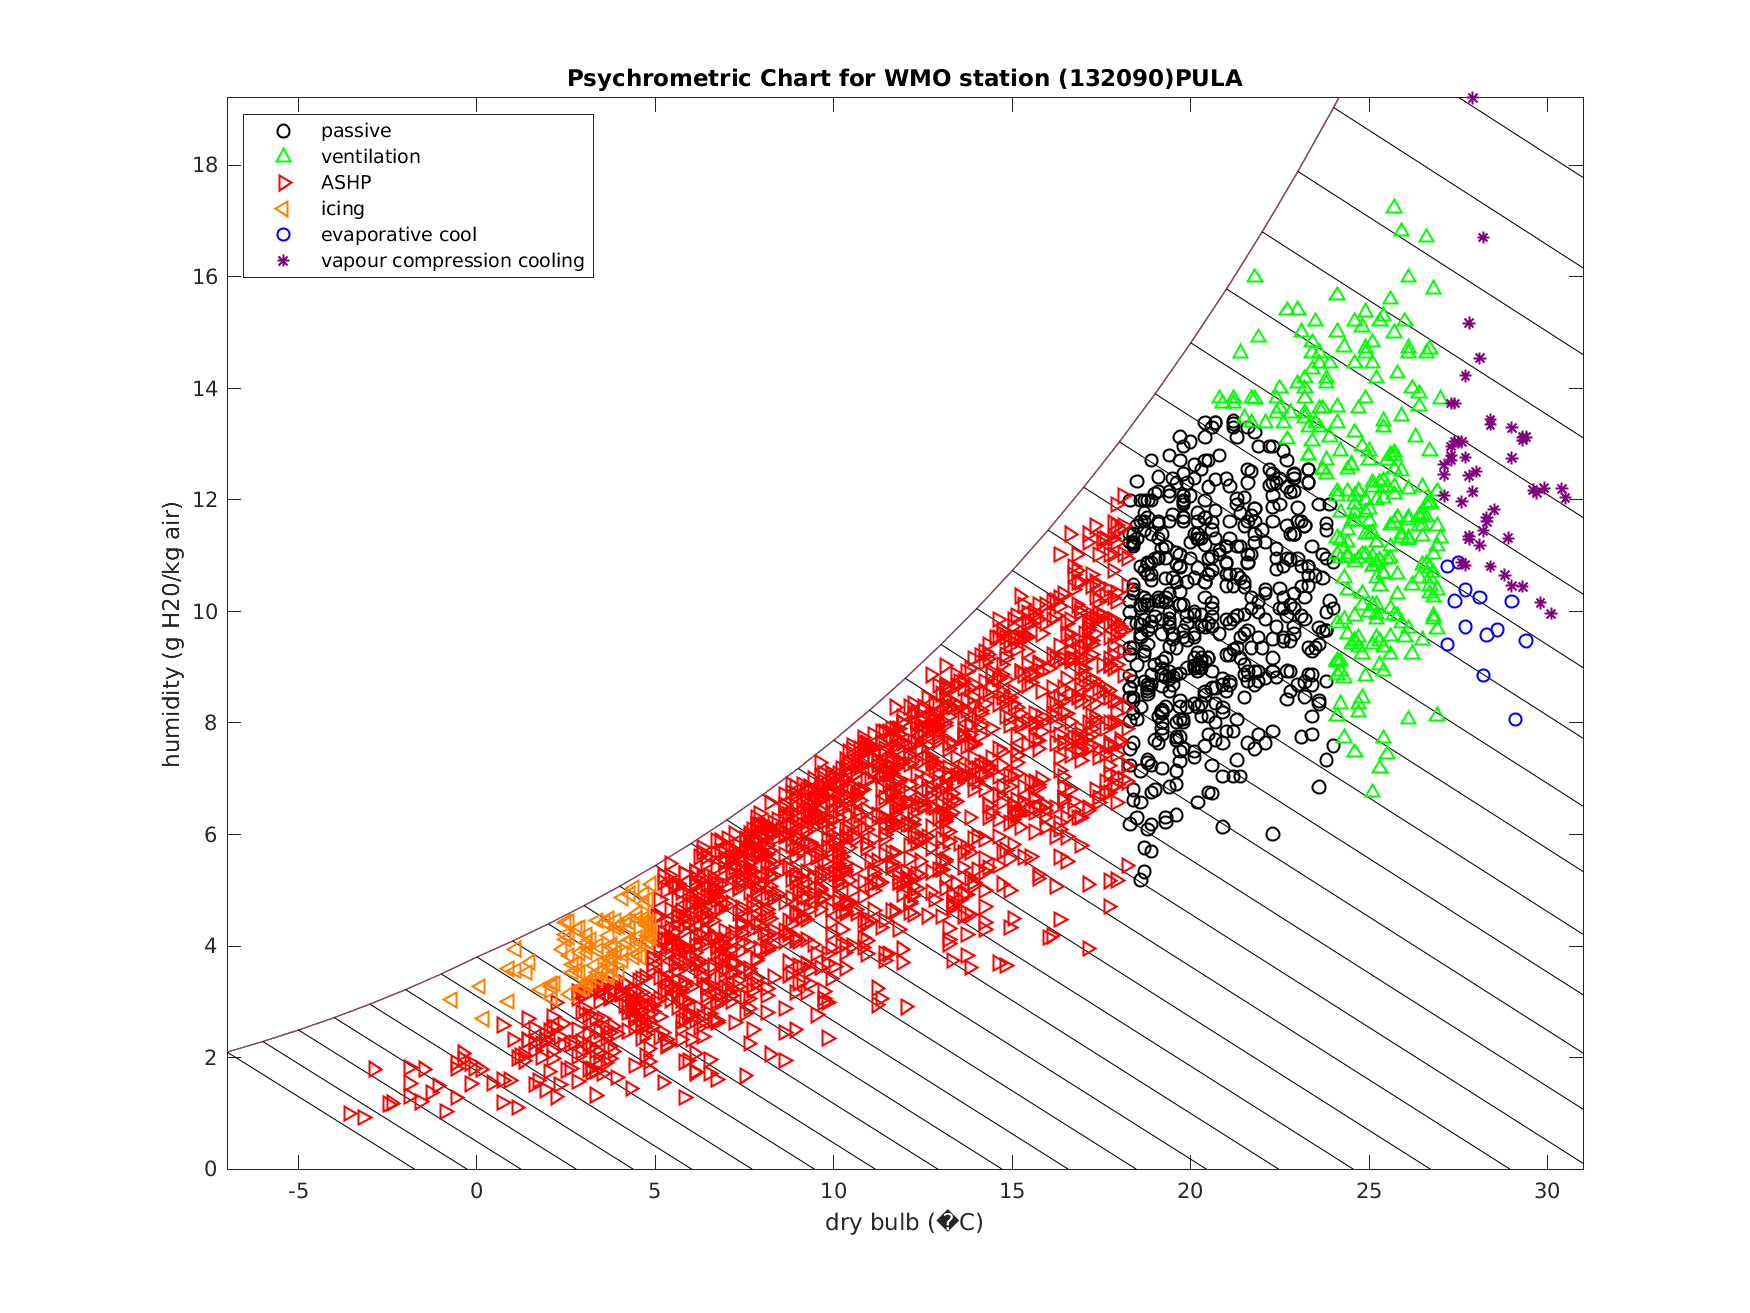 Psychrometric Chart for WMO station (132090)PULA
passive
ventilation
ASHP
icing
evaporative cool
vapour compression cooling
humidity (g H20/kg air)
18
16
14
12
10
8
6
4
2
0
-5 0 5 10 15 20 25 30
dry bulb (�C)